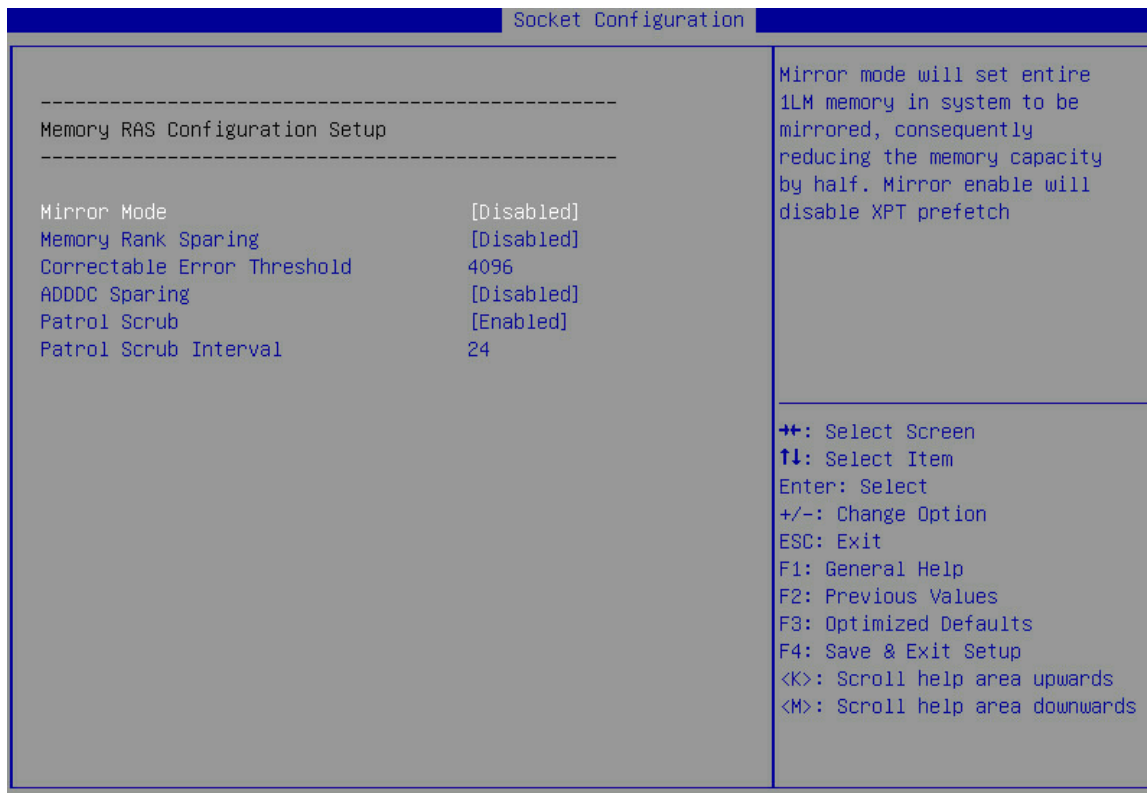 Socket Configuration
--------------------------------------------------
Memory RAS Configuration Setup
--------------------------------------------------
Mirror Mode [Disabled]
Memory Rank Sparing [Disabled]
Correctable Error Threshold 4096
ADDDC Sparing [Disabled]
Patrol Scrub [Enabled]
Patrol Scrub Interval 24
Mirror mode will set entire
1LM memory in system to be
mirrored, consequently
reducing the memory capacity
by half. Mirror enable will
disable XPT prefetch
→←: Select Screen
↑↓: Select Item
Enter: Select
+/-: Change Option
ESC: Exit
F1: General Help
F2: Previous Values
F3: Optimized Defaults
F4: Save & Exit Setup
<K>: Scroll help area upwards
<M>: Scroll help area downwards